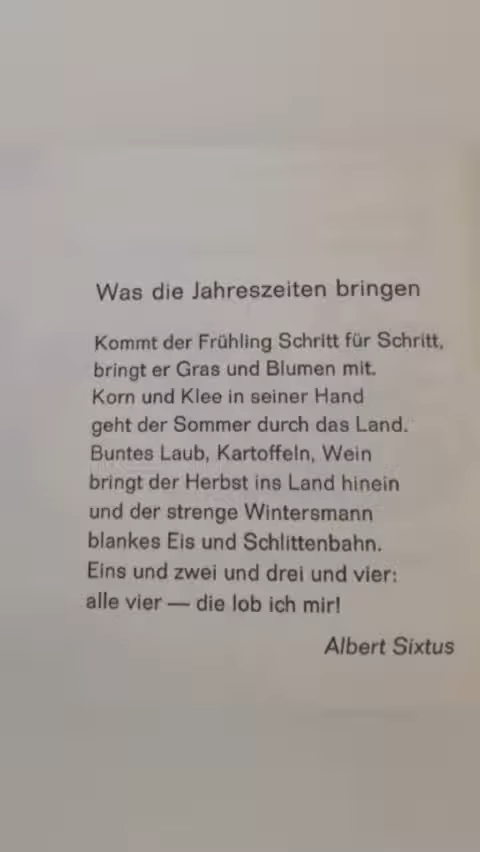 Was die Jahreszeiten bringen
Kommt der Frühling Schritt für Schritt,
bringt er Gras und Blumen mit.
Korn und Klee in seiner Hand
geht der Sommer durch das Land.
Buntes Laub, Kartoffeln, Wein
bringt der Herbst ins Land hinein
und der strenge Wintersmann
blankes Eis und Schlittenbahn.
Eins und zwei und drei und vier:
alle vier — die lob ich mir!
Albert Sixtus